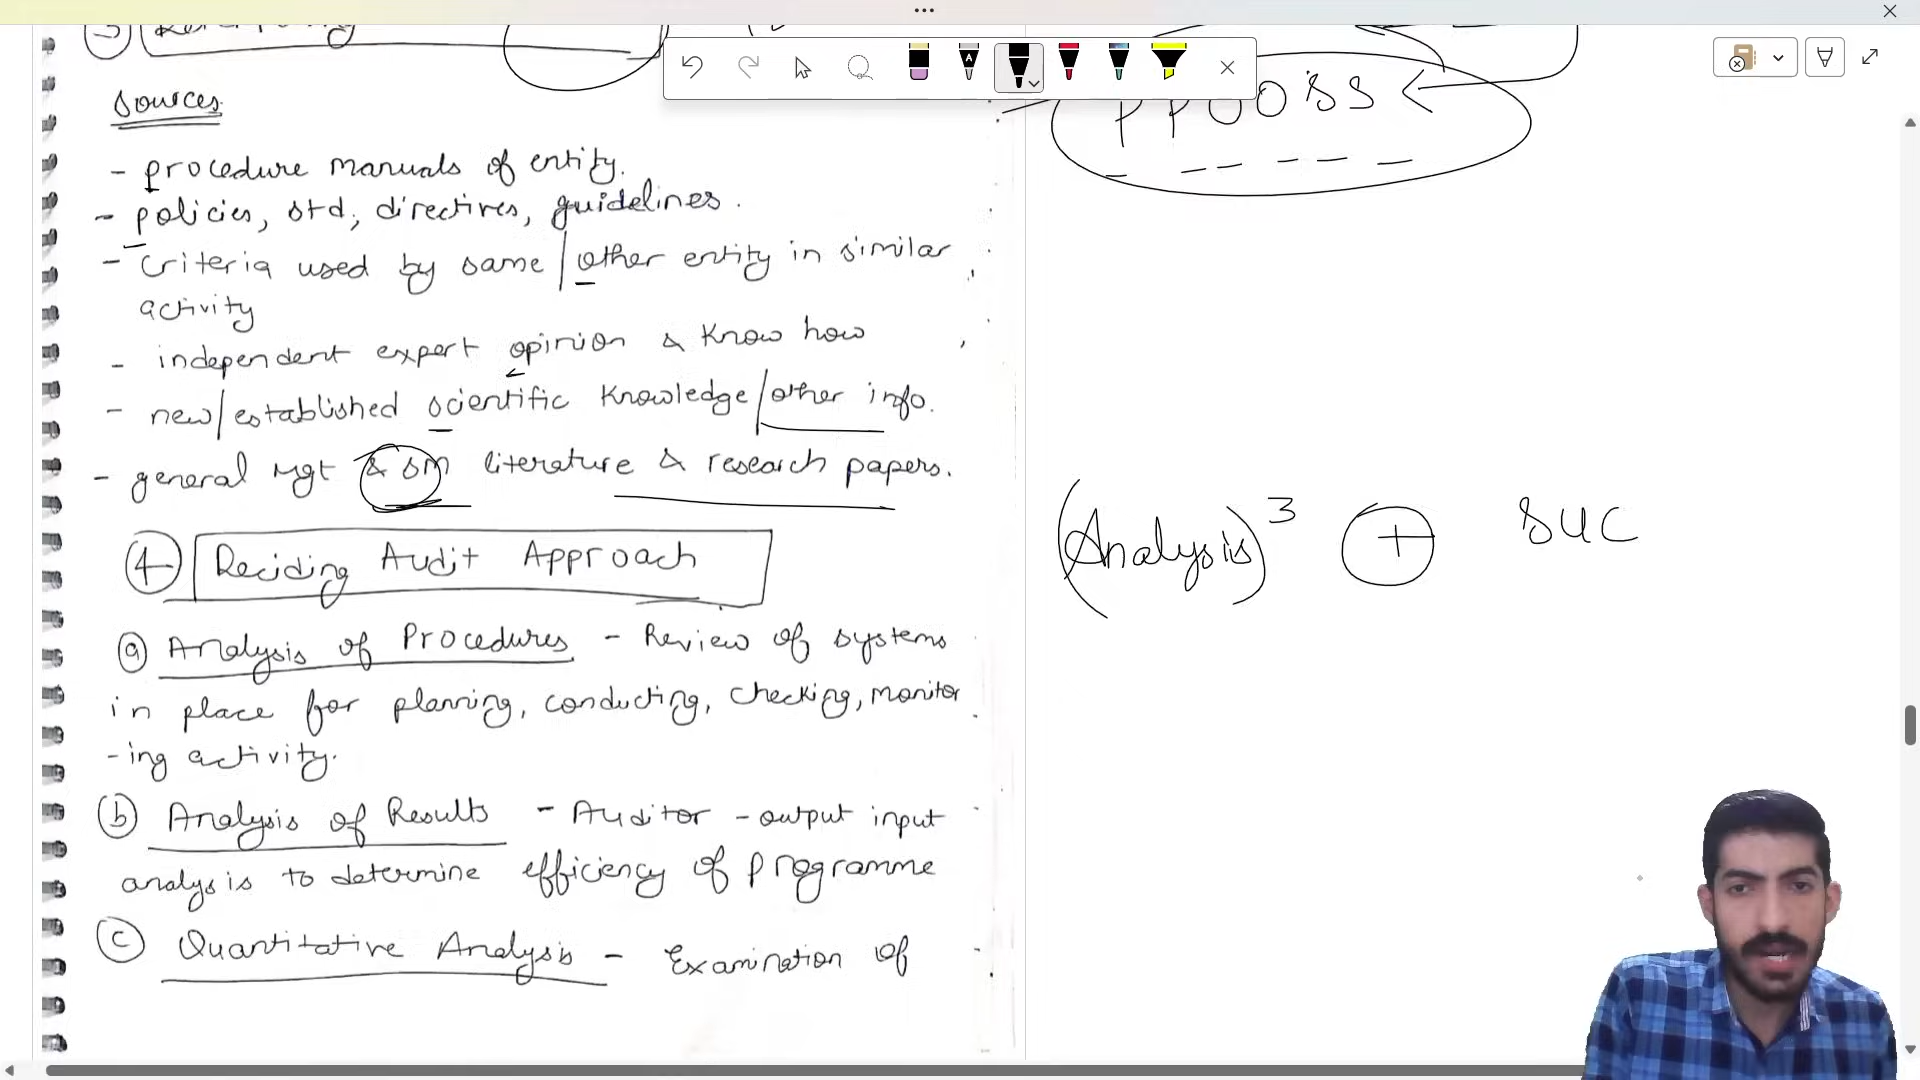 Sources
- procedure manuals of entity.
- policies, std, directives, guidelines.
- criteria used by same/other entity in similar
activity
- independent expert opinion & know how
- new/established scientific knowledge/other info.
- general Mgt & SM literature & research papers.
④ Deciding Audit Approach
ⓐ Analysis of Procedures - Review of systems
in place for planning, conducting, checking, monitor
-ing activity.
ⓑ Analysis of Results - Auditor - output input
analysis to determine efficiency of programme
ⓒ Quantitative Analysis - Examination of
PPOOSS
(Analysis)³ + SUC